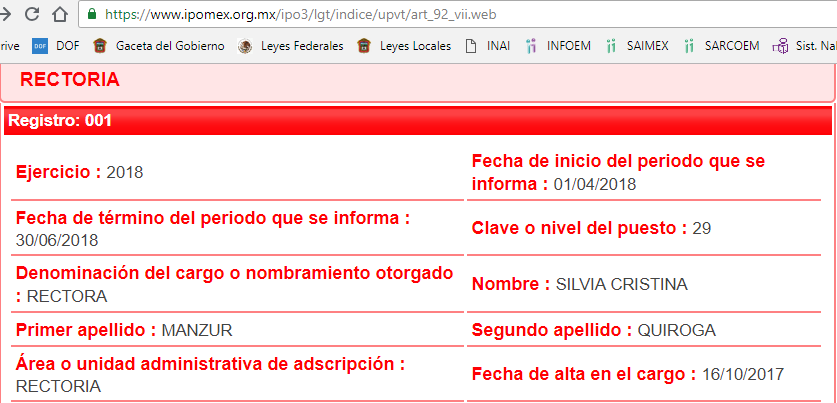 https://www.ipomex.org.mx/ipo3/lgt/indice/upvt/art_92_vii.web
rive DOF DOF Gaceta del Gobierno Leyes Federales Leyes Locales INAI INFOEM SAIMEX SARCOEM Sist. Na
RECTORIA
Registro: 001
Ejercicio : 2018
Fecha de inicio del periodo que se
informa : 01/04/2018
Fecha de término del periodo que se informa :
30/06/2018
Clave o nivel del puesto : 29
Denominación del cargo o nombramiento otorgado
: RECTORA
Nombre : SILVIA CRISTINA
Primer apellido : MANZUR
Segundo apellido : QUIROGA
Área o unidad administrativa de adscripción :
RECTORIA
Fecha de alta en el cargo : 16/10/2017